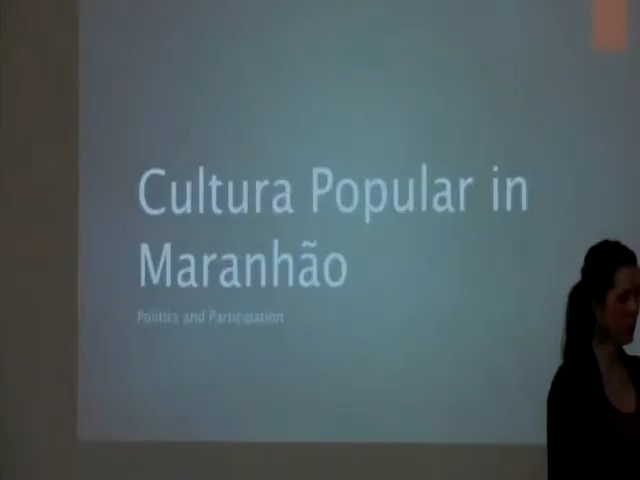 Cultura Popular in
Maranhão
Politics and Participation